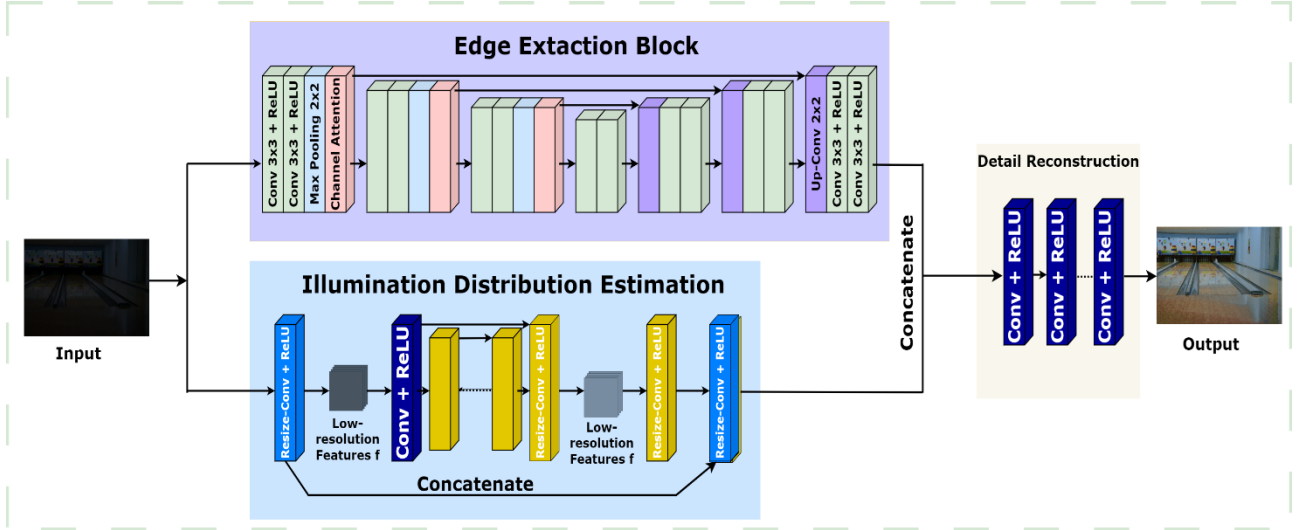 Edge Extaction Block
Conv 3x3 + ReLU
Conv 3x3 + ReLU
Max Pooling 2x2
Channel Attention
Up-Conv 2x2
Conv 3x3 + ReLU
Conv 3x3 + ReLU
Input
Illumination Distribution Estimation
Resize-Conv + ReLU
Low-
resolution
Features f
Conv + ReLU
Resize-Conv + ReLU
Low-
resolution
Features f
Resize-Conv + ReLU
Resize-Conv + ReLU
Concatenate
Concatenate
Detail Reconstruction
Conv + ReLU
Conv + ReLU
Conv + ReLU
Output